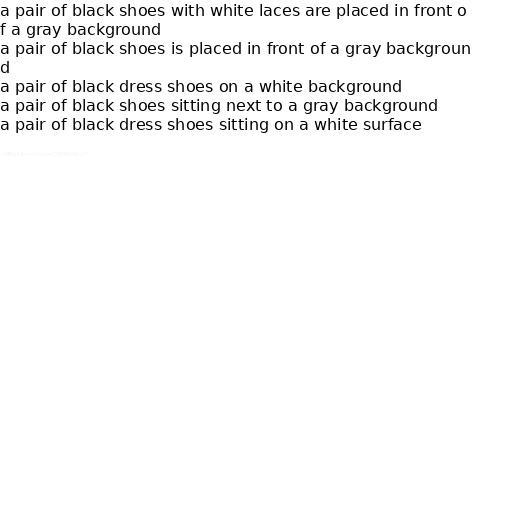 a pair of black shoes with white laces are placed in front o
f a gray background
a pair of black shoes is placed in front of a gray backgroun
d
a pair of black dress shoes on a white background
a pair of black shoes sitting next to a gray background
a pair of black dress shoes sitting on a white surface